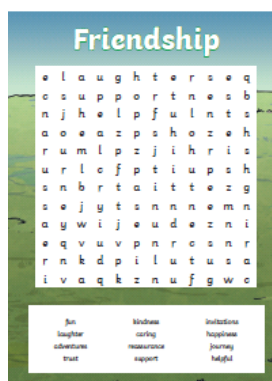 Friendship
e l a u g h t e r s e q
c s u p p o r t n e s b
n j h e l p f u l n t s
a o e a z p s h o z e h
r u m l p z j i h r i s
u r l c f p t i u p s h
s n b r t a i t t e z g
s e j y t s n n n e m n
a y w i j e u d e z n i
e q v u v p n r c s n r
r n k d p i l u t u s a
i v a q k z n u f g w c
fun kindness invitations
laughter caring happiness
adventures reassurance journey
trust support helpful